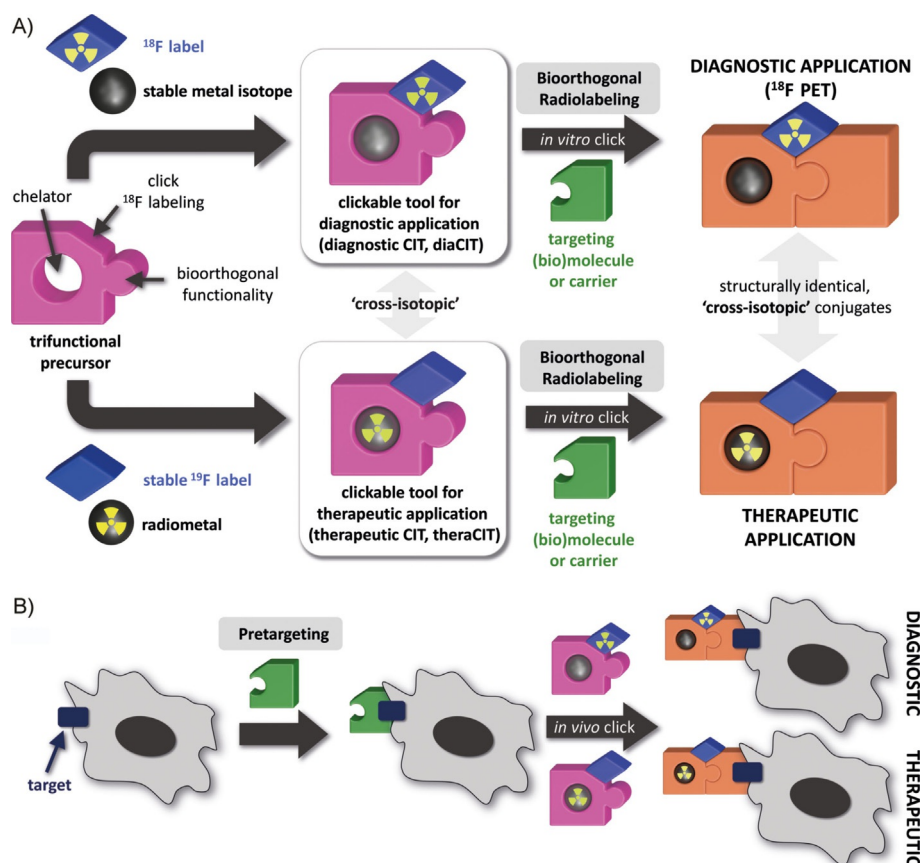 A)
¹⁸F label
stable metal isotope
click
¹⁸F labeling
chelator
bioorthogonal
functionality
trifunctional
precursor
stable ¹⁹F label
radiometal
clickable tool for
diagnostic application
(diagnostic CIT, diaCIT)
‘cross-isotopic’
clickable tool for
therapeutic application
(therapeutic CIT, theraCIT)
Bioorthogonal
Radiolabeling
in vitro click
targeting
(bio)molecule
or carrier
Bioorthogonal
Radiolabeling
in vitro click
targeting
(bio)molecule
or carrier
DIAGNOSTIC APPLICATION
(¹⁸F PET)
structurally identical,
‘cross-isotopic’ conjugates
THERAPEUTIC
APPLICATION
B)
target
Pretargeting
in vivo click
DIAGNOSTIC
THERAPEUTIC